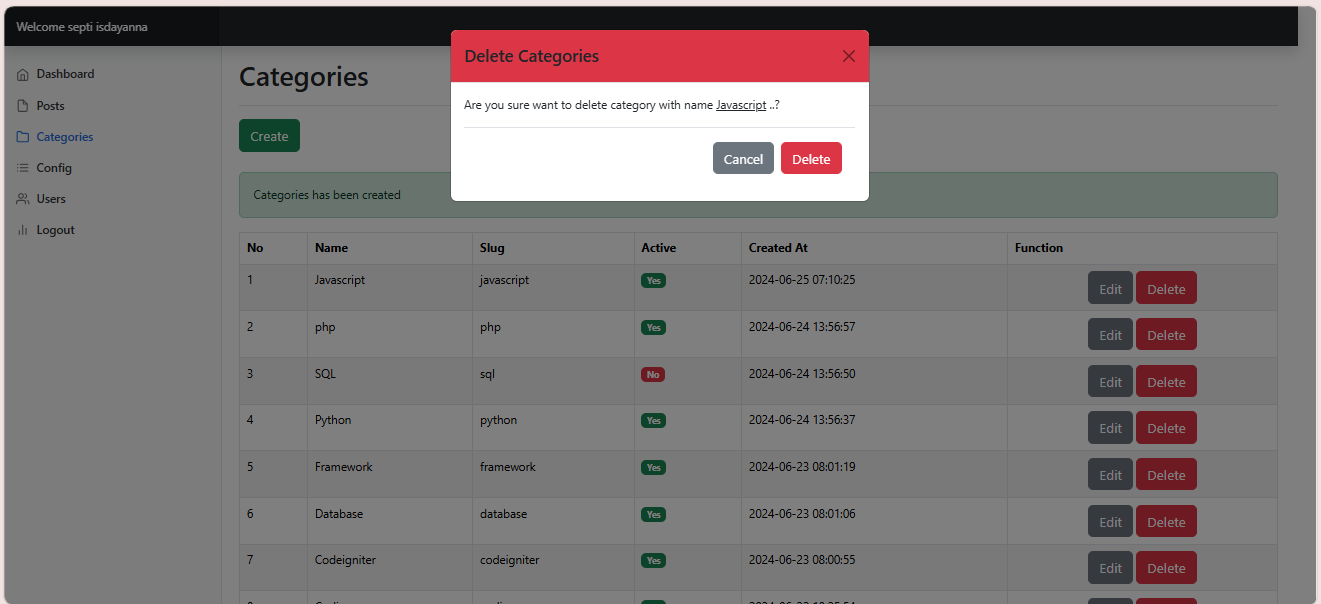 Welcome septi isdayanna
Dashboard
Posts
Categories
Config
Users
Logout
Delete Categories
Are you sure want to delete category with name Javascript ..?
Cancel Delete
Categories
Create
Categories has been created
No Name Slug Active Created At Function
1 Javascript javascript Yes 2024-06-25 07:10:25 Edit Delete
2 php php Yes 2024-06-24 13:56:57 Edit Delete
3 SQL sql No 2024-06-24 13:56:50 Edit Delete
4 Python python Yes 2024-06-24 13:56:37 Edit Delete
5 Framework framework Yes 2024-06-23 08:01:19 Edit Delete
6 Database database Yes 2024-06-23 08:01:06 Edit Delete
7 Codeigniter codeigniter Yes 2024-06-23 08:00:55 Edit Delete